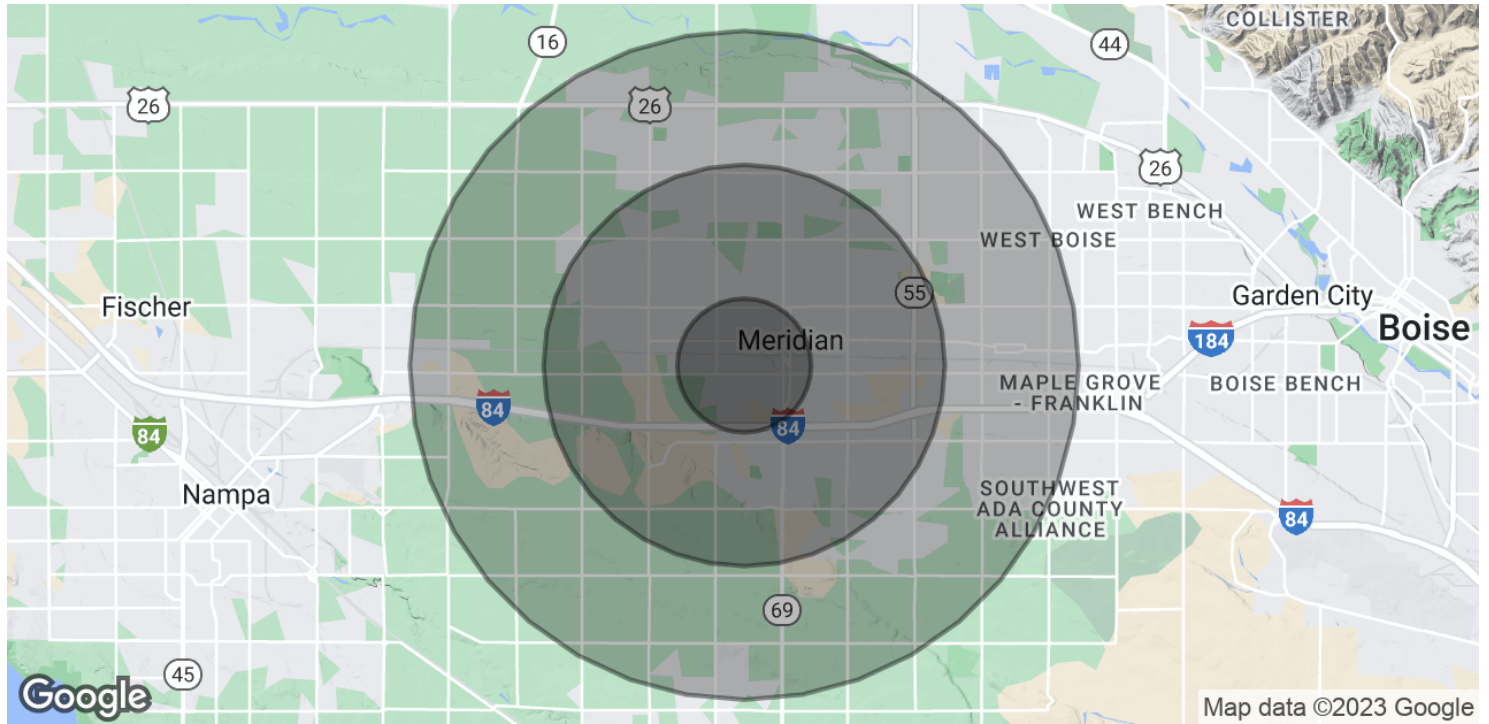 COLLISTER
16
44
26
26
26
WEST BENCH
WEST BOISE
Fischer
55
Garden City
Meridian
Boise
184
MAPLE GROVE
- FRANKLIN
BOISE BENCH
84
84
84
Nampa
SOUTHWEST
ADA COUNTY
ALLIANCE
84
69
45
Google
Map data ©2023 Google